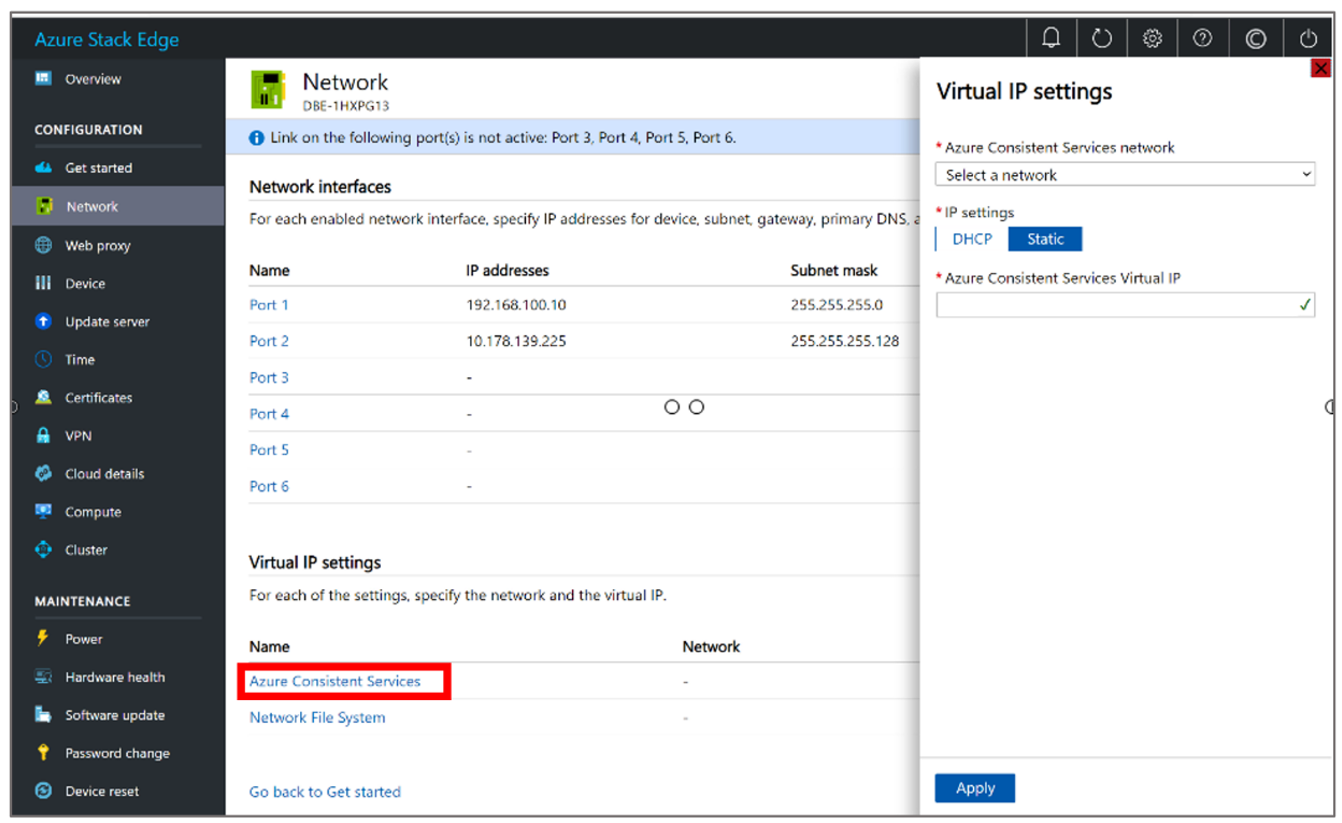 Azure Stack Edge
Overview
CONFIGURATION
Get started
Network
Web proxy
Device
Update server
Time
Certificates
VPN
Cloud details
Compute
Cluster
MAINTENANCE
Power
Hardware health
Software update
Password change
Device reset
Network
DBE-1HXPG13
Link on the following port(s) is not active: Port 3, Port 4, Port 5, Port 6.
Network interfaces
For each enabled network interface, specify IP addresses for device, subnet, gateway, primary DNS, a
Name IP addresses Subnet mask
Port 1 192.168.100.10 255.255.255.0
Port 2 10.178.139.225 255.255.255.128
Port 3 -
Port 4 -
Port 5 -
Port 6 -
Virtual IP settings
For each of the settings, specify the network and the virtual IP.
Name Network
Azure Consistent Services -
Network File System -
Go back to Get started
Virtual IP settings
* Azure Consistent Services network
Select a network
* IP settings
DHCP Static
* Azure Consistent Services Virtual IP
Apply